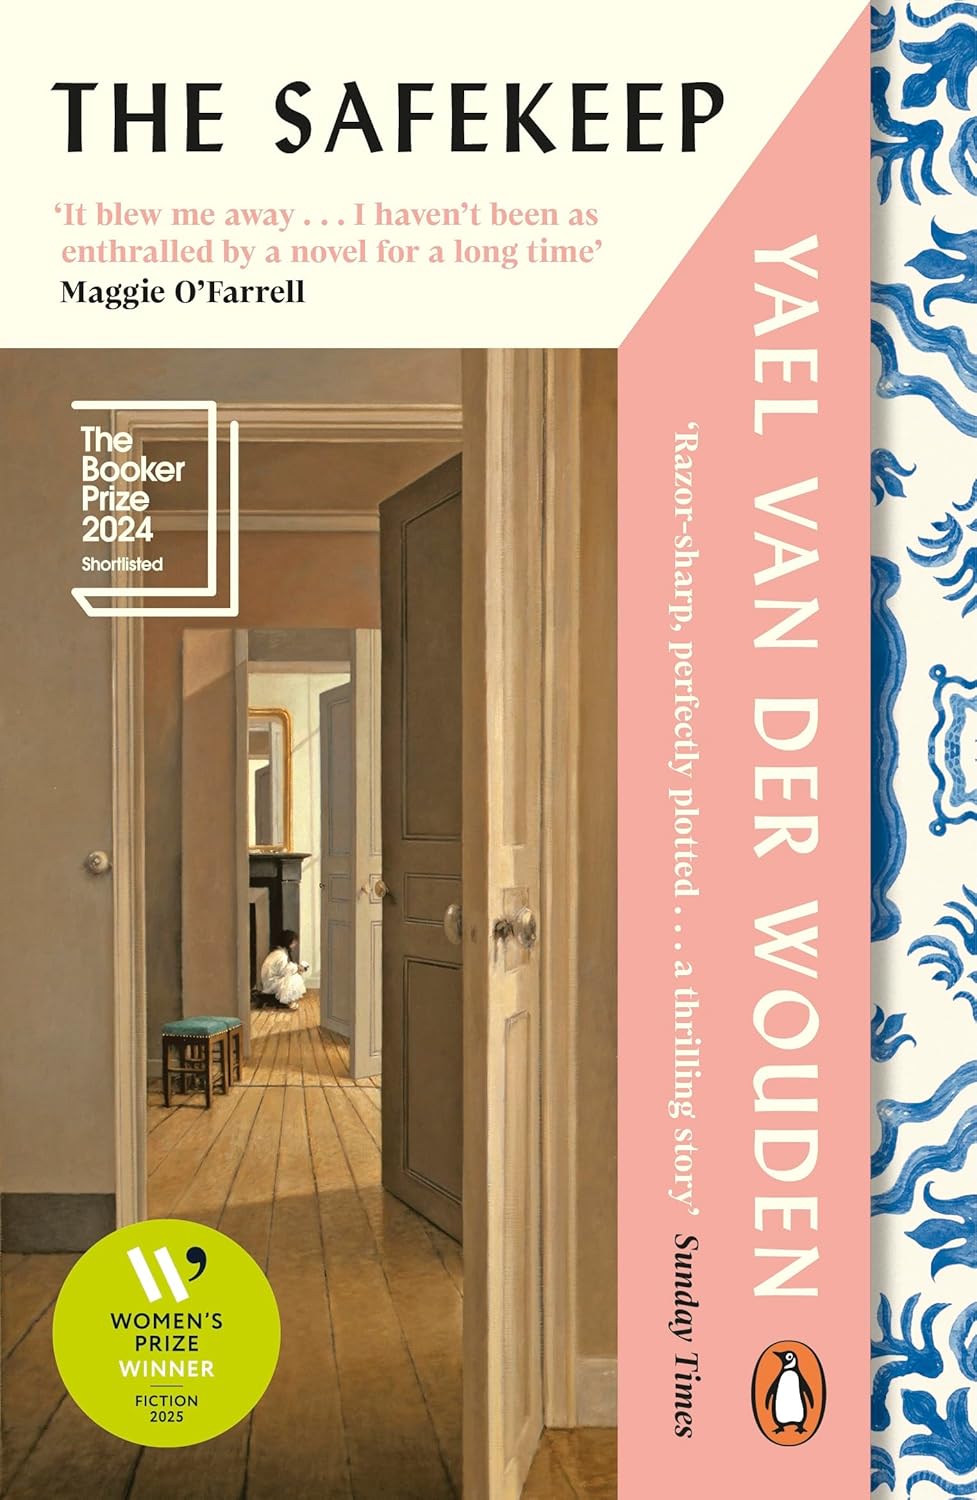 THE SAFEKEEP
‘It blew me away . . . I haven’t been as
enthralled by a novel for a long time’
Maggie O’Farrell
The
Booker
Prize
2024
Shortlisted
YAEL VAN DER WOUDEN
‘Razor-sharp, perfectly plotted . . . a thrilling story’ Sunday Times
WOMEN’S
PRIZE
WINNER
FICTION
2025